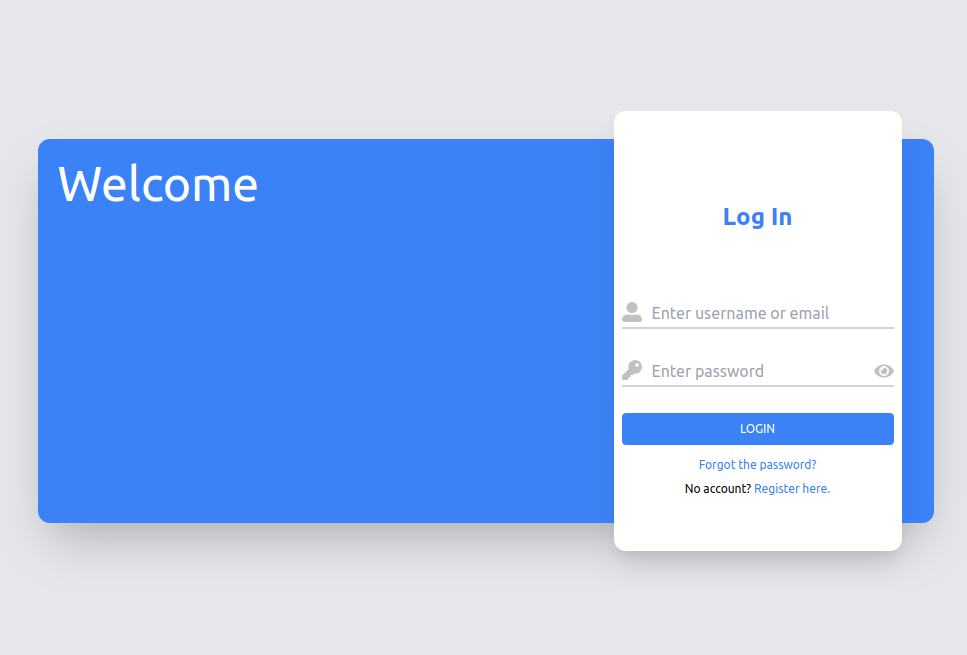 Welcome
Log In
Enter username or email
Enter password
LOGIN
Forgot the password?
No account? Register here.